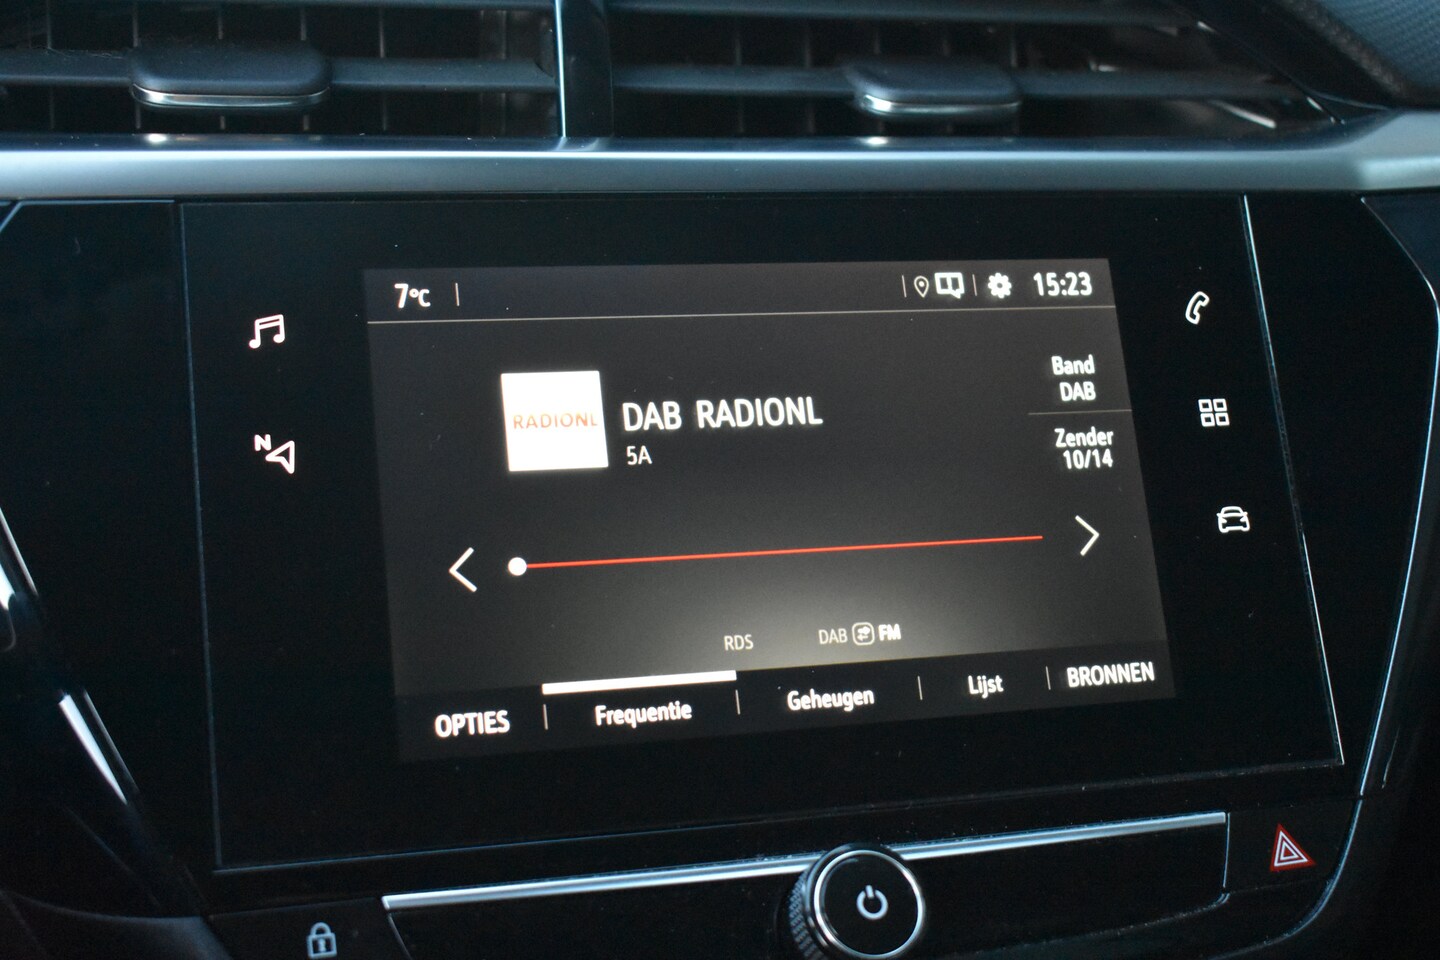 7°C
15:23
Band
DAB
RADIONL
DAB RADIONL
5A
Zender
10/14
N
RDS
DAB FM
OPTIES
Frequentie
Geheugen
Lijst
BRONNEN